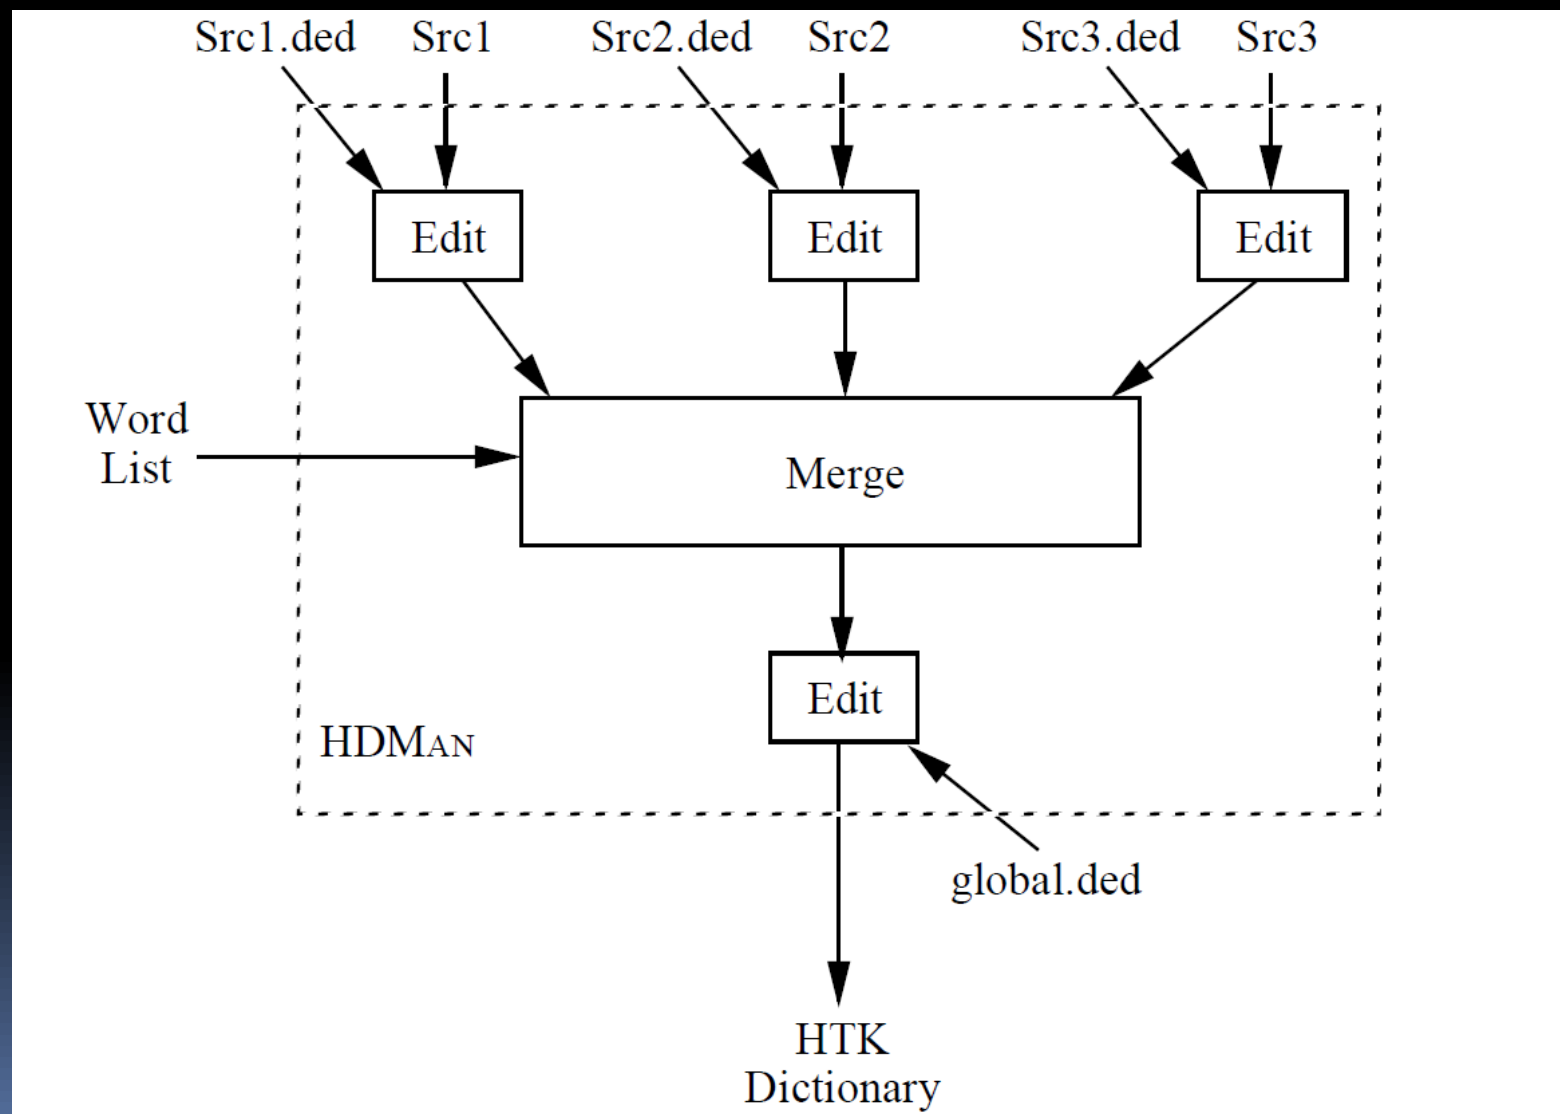 Src1.ded Src1 Src2.ded Src2 Src3.ded Src3
Edit Edit Edit
Word
List
Merge
Edit
HDMAN
global.ded
HTK
Dictionary